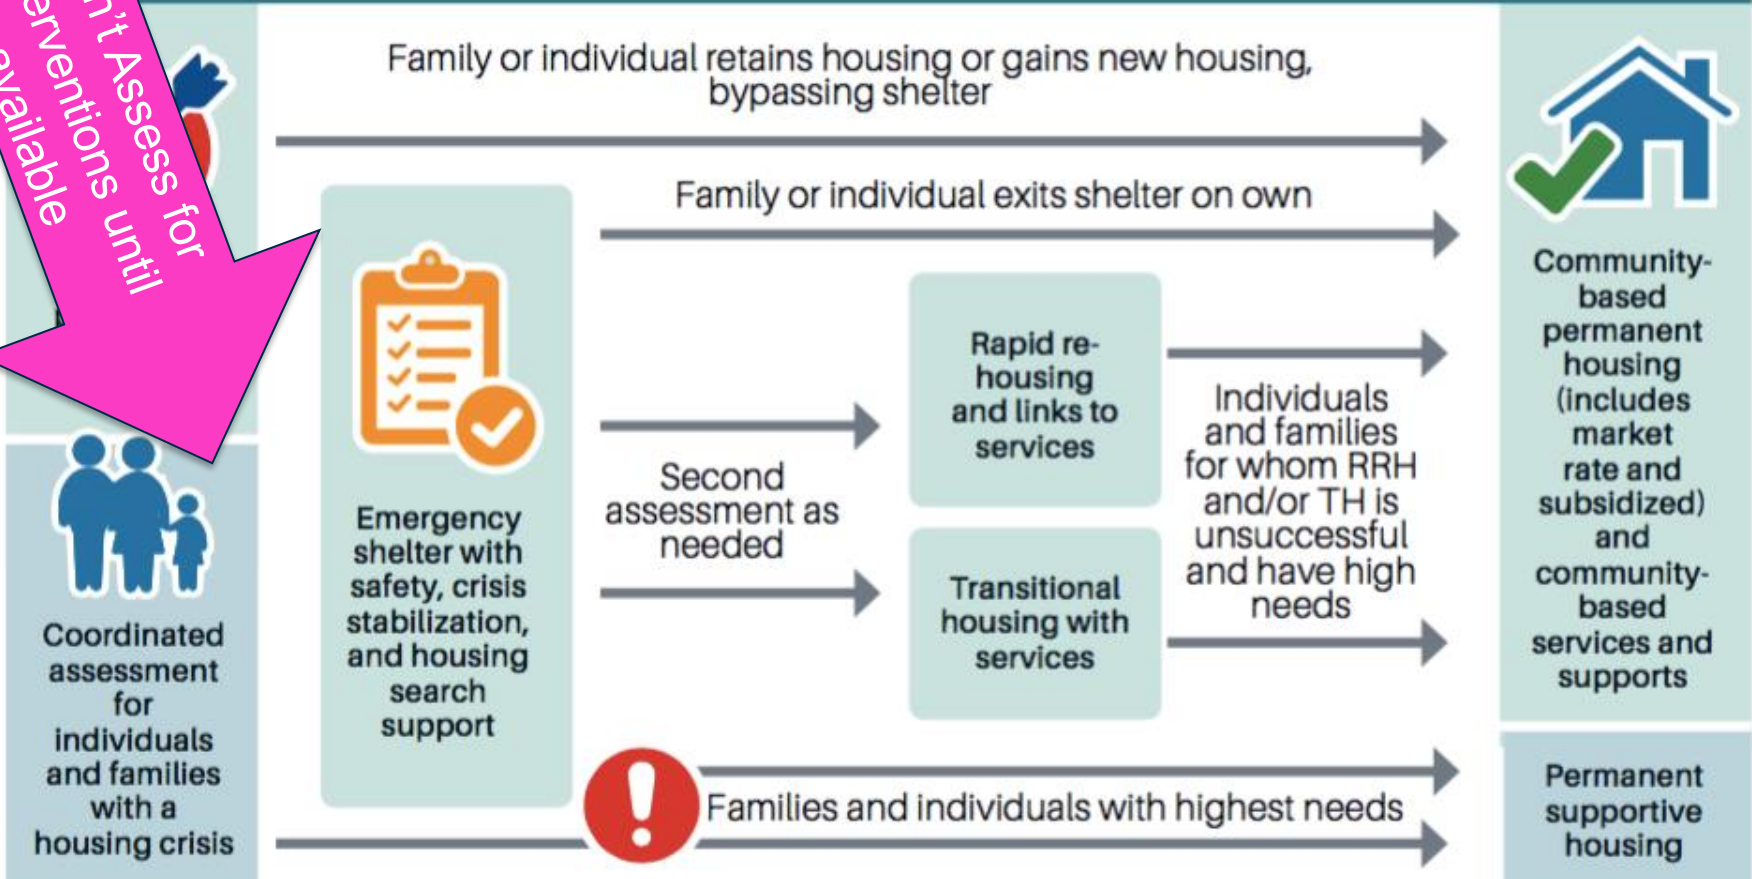 n't Assess for
erventions until
available
Family or individual retains housing or gains new housing,
bypassing shelter
Family or individual exits shelter on own
Coordinated
assessment
for
individuals
and families
with a
housing crisis
Emergency
shelter with
safety, crisis
stabilization,
and housing
search
support
Second
assessment as
needed
Rapid re-
housing
and links to
services
Transitional
housing with
services
Individuals
and families
for whom RRH
and/or TH is
unsuccessful
and have high
needs
Families and individuals with highest needs
Community-
based
permanent
housing
(includes
market
rate and
subsidized)
and
community-
based
services and
supports
Permanent
supportive
housing